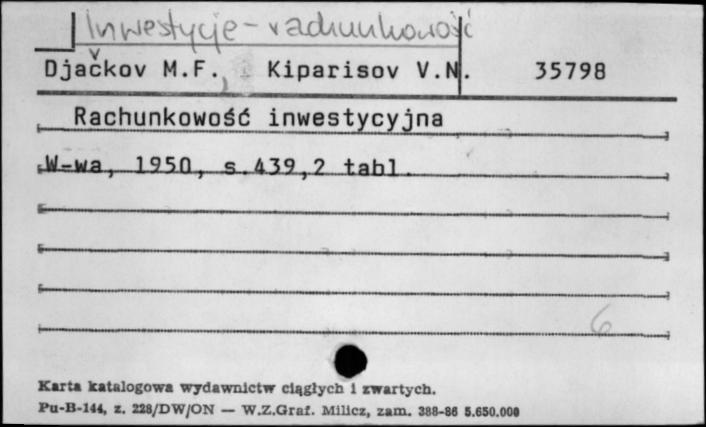 Inwestycje - rachunkowość
Djačkov M.F., Kiparisov V.N. 35798
Rachunkowość inwestycyjna
W-wa, 1950, s.439,2 tabl.
6
Karta katalogowa wydawnictw ciągłych i zwartych.
Pu-B-144, z. 228/DW/ON — W.Z.Graf. Milicz, zam. 388-86 5.650.000